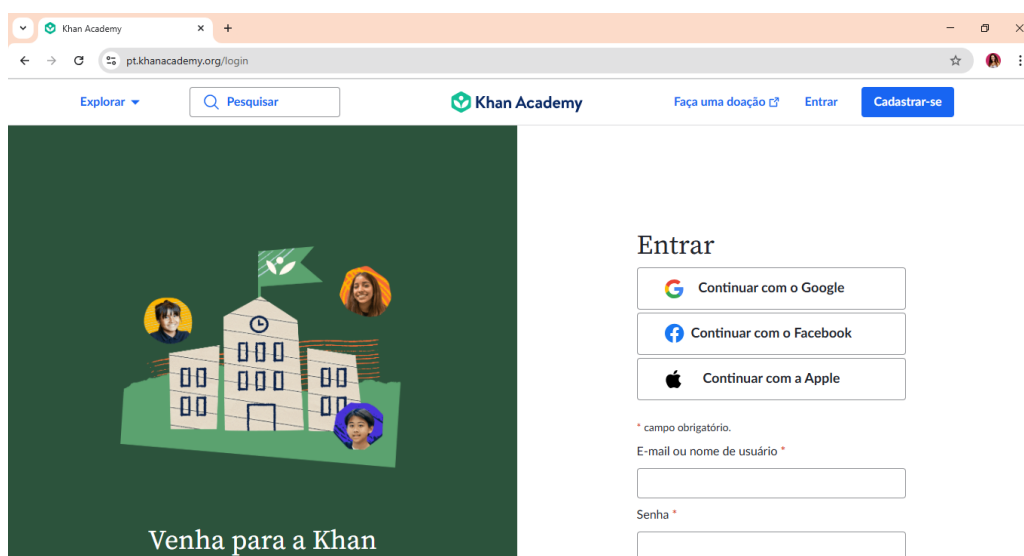 Khan Academy
pt.khanacademy.org/login
Explorar
Pesquisar
Khan Academy
Faça uma doação
Entrar
Cadastrar-se
Entrar
Continuar com o Google
Continuar com o Facebook
Continuar com a Apple
* campo obrigatório.
E-mail ou nome de usuário *
Senha *
Venha para a Khan